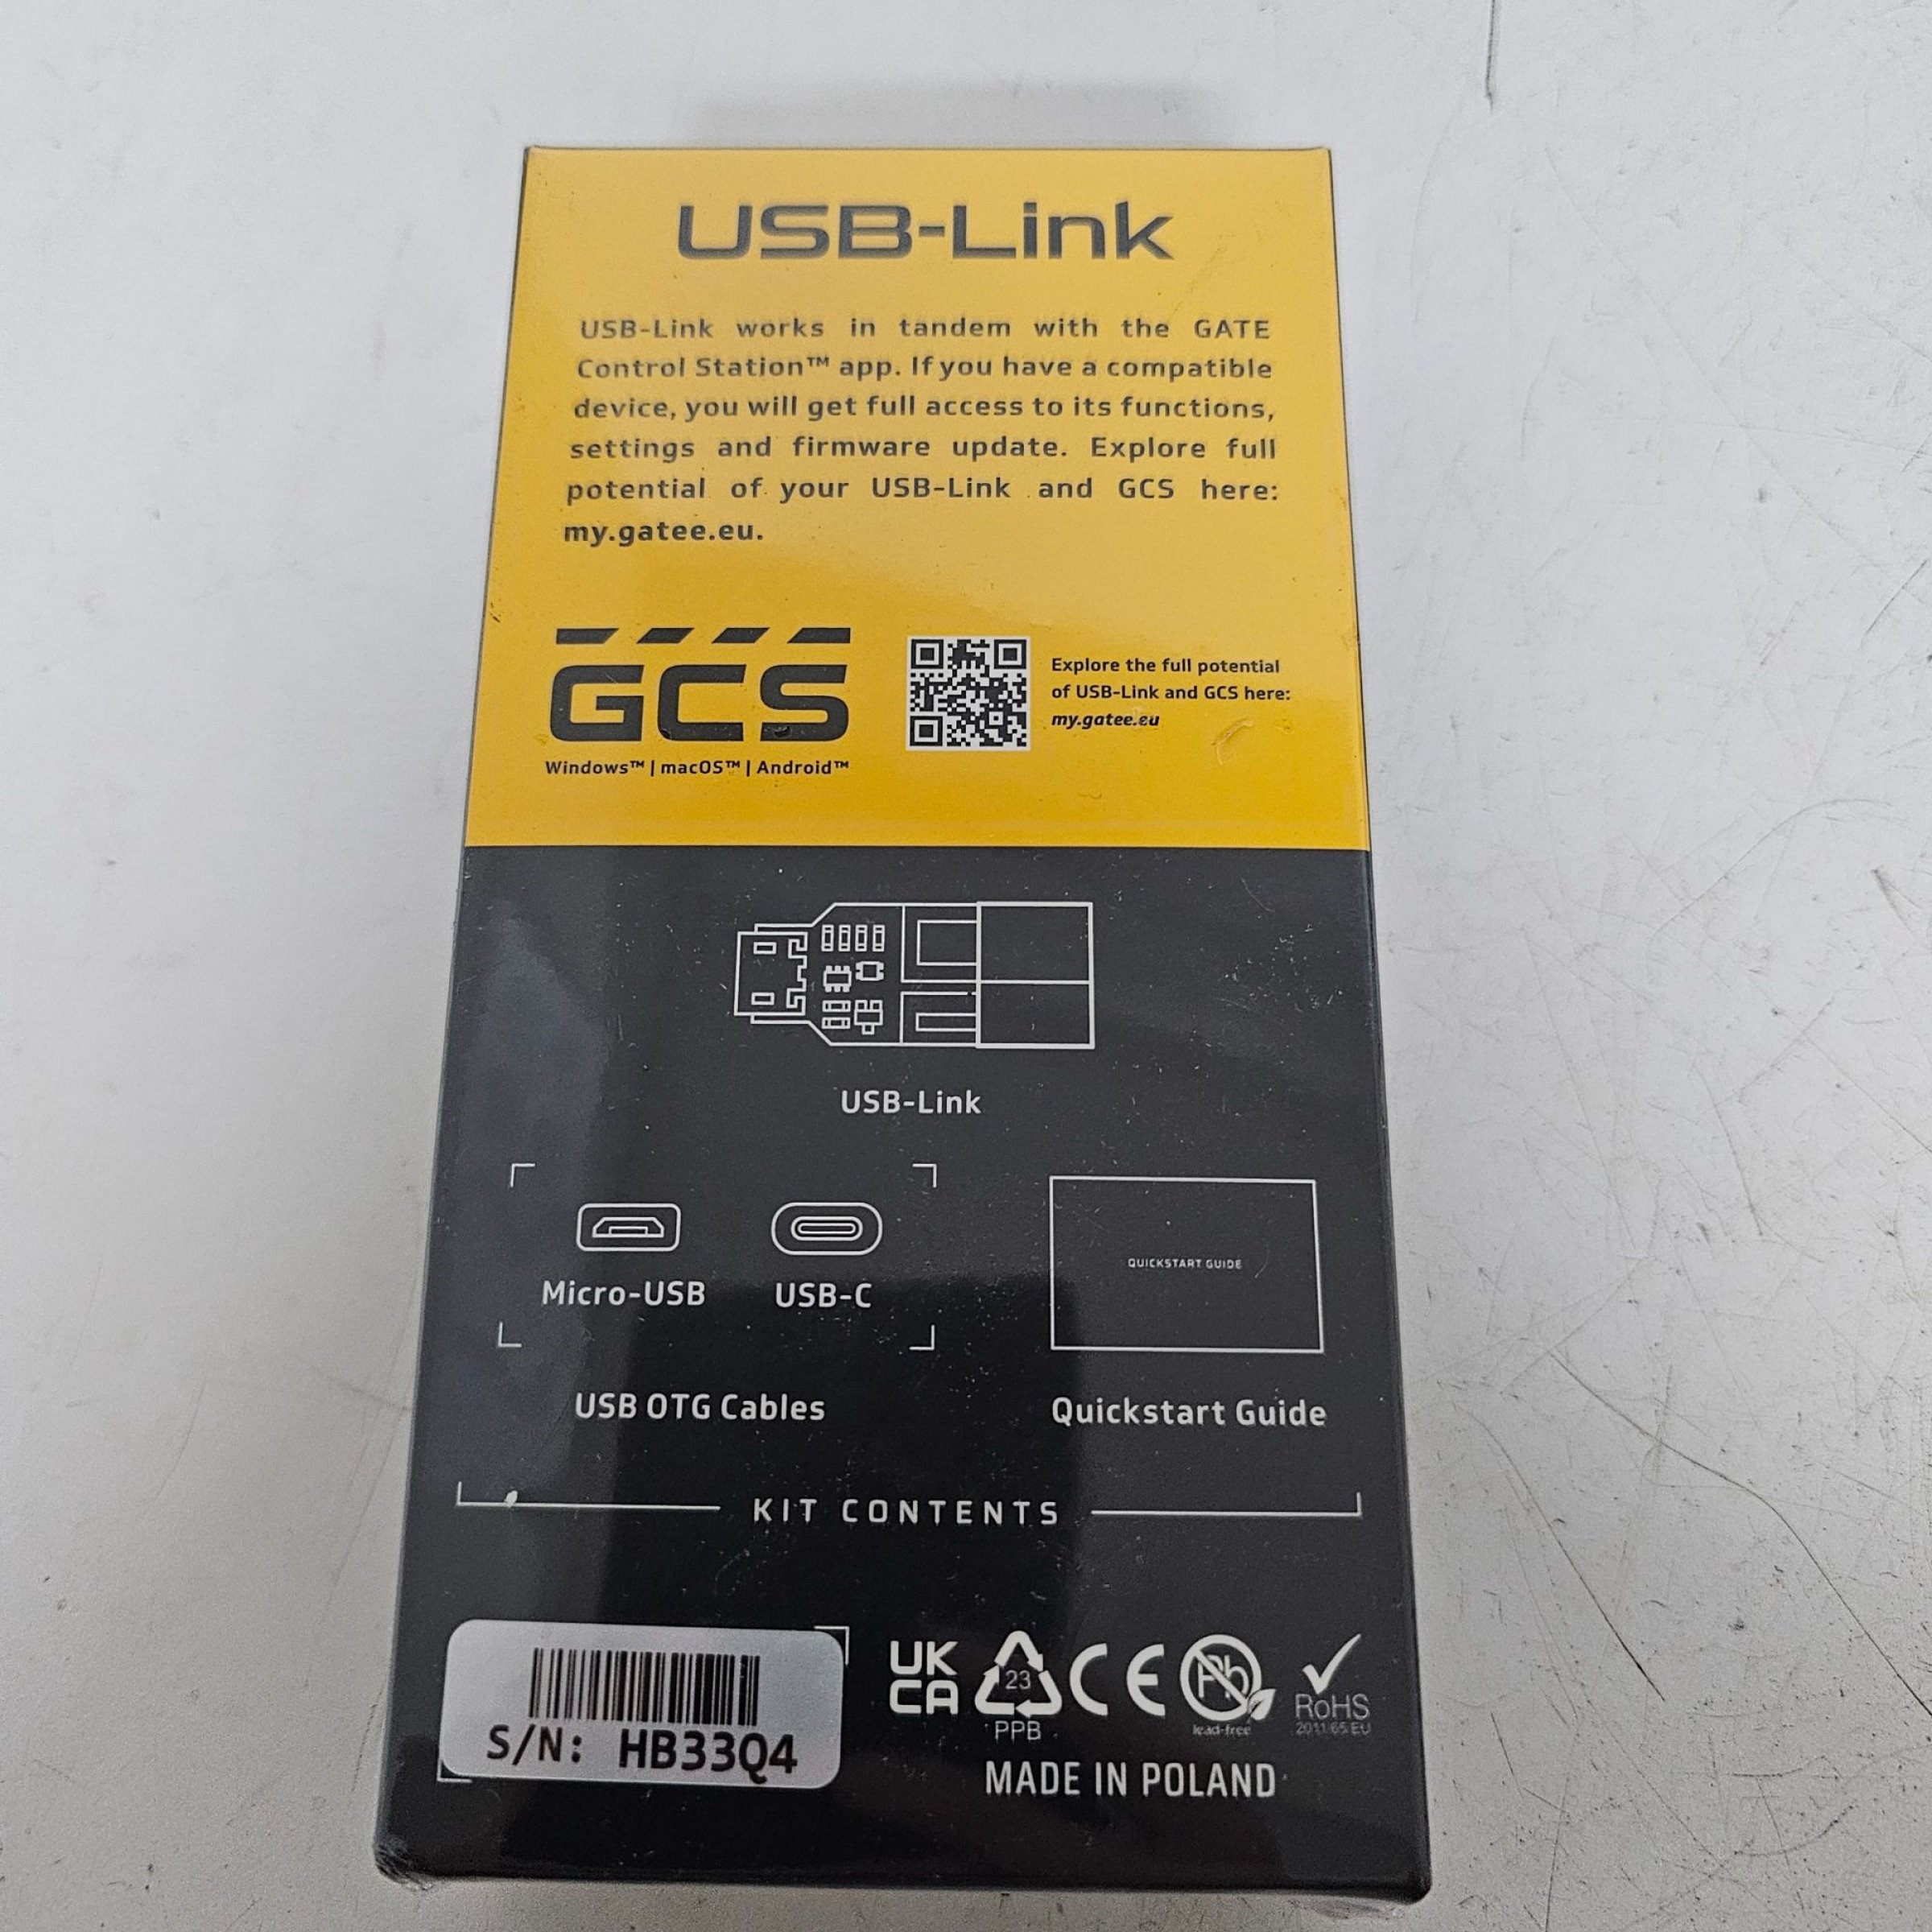 USB-Link
USB-Link works in tandem with the GATE
Control Station™ app. If you have a compatible
device, you will get full access to its functions,
settings and firmware update. Explore full
potential of your USB-Link and GCS here:
my.gatee.eu.
GCS
Windows™ | macOS™ | Android™
Explore the full potential
of USB-Link and GCS here:
my.gatee.eu
USB-Link
Micro-USB
USB-C
USB OTG Cables
QUICKSTART GUIDE
Quickstart Guide
KIT CONTENTS
S/N: HB33Q4
UK
CA
23
PPB
CE
Pb
lead-free
RoHS
2011/65/EU
MADE IN POLAND